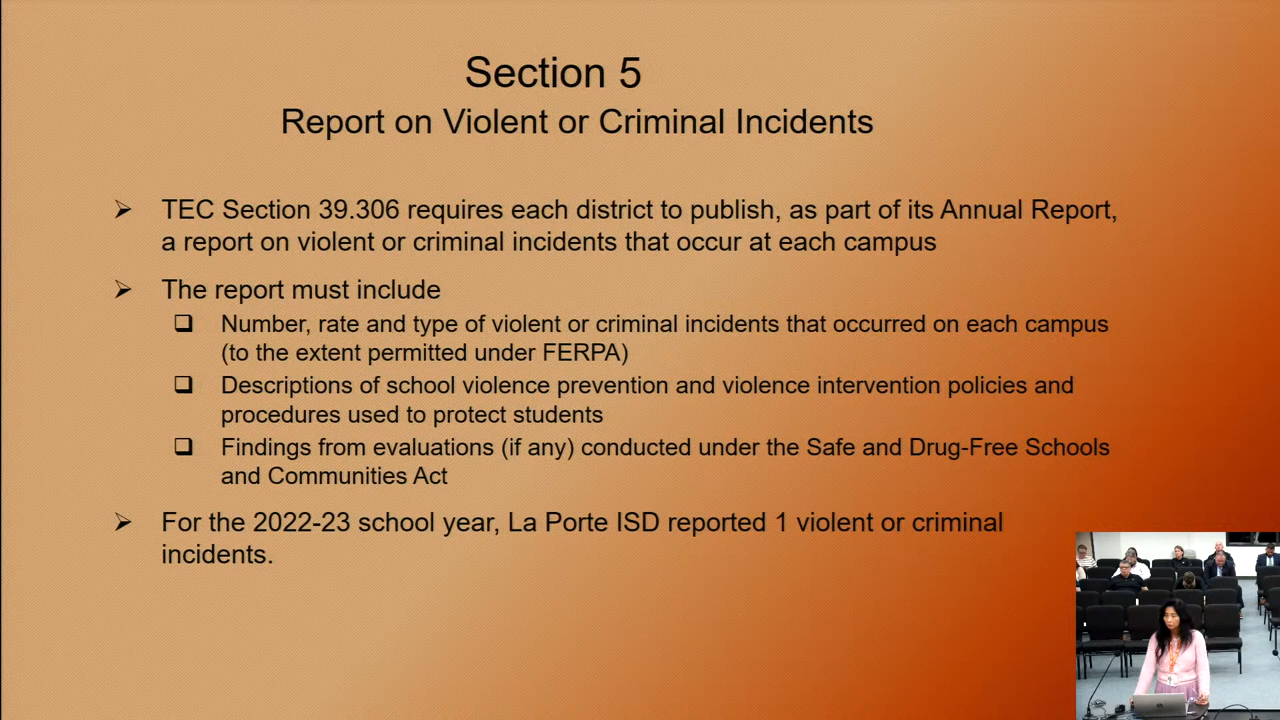 Section 5
Report on Violent or Criminal Incidents
TEC Section 39.306 requires each district to publish, as part of its Annual Report,
a report on violent or criminal incidents that occur at each campus
The report must include
Number, rate and type of violent or criminal incidents that occurred on each campus
(to the extent permitted under FERPA)
Descriptions of school violence prevention and violence intervention policies and
procedures used to protect students
Findings from evaluations (if any) conducted under the Safe and Drug-Free Schools
and Communities Act
For the 2022-23 school year, La Porte ISD reported 1 violent or criminal
incidents.